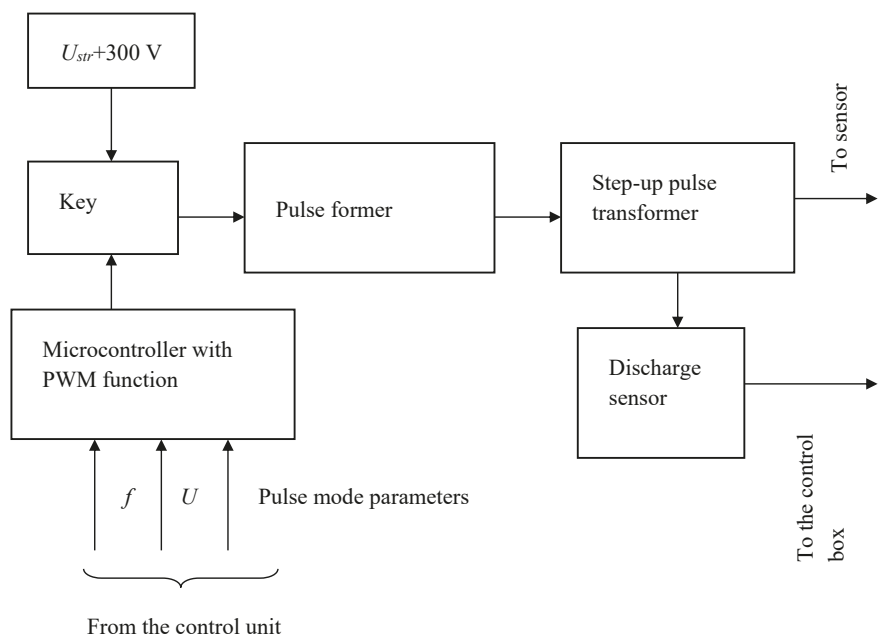 Ustr+300 V
Key
Pulse former
Step-up pulse
transformer
To sensor
Microcontroller with
PWM function
Discharge
sensor
f
U
Pulse mode parameters
To the control
box
From the control unit